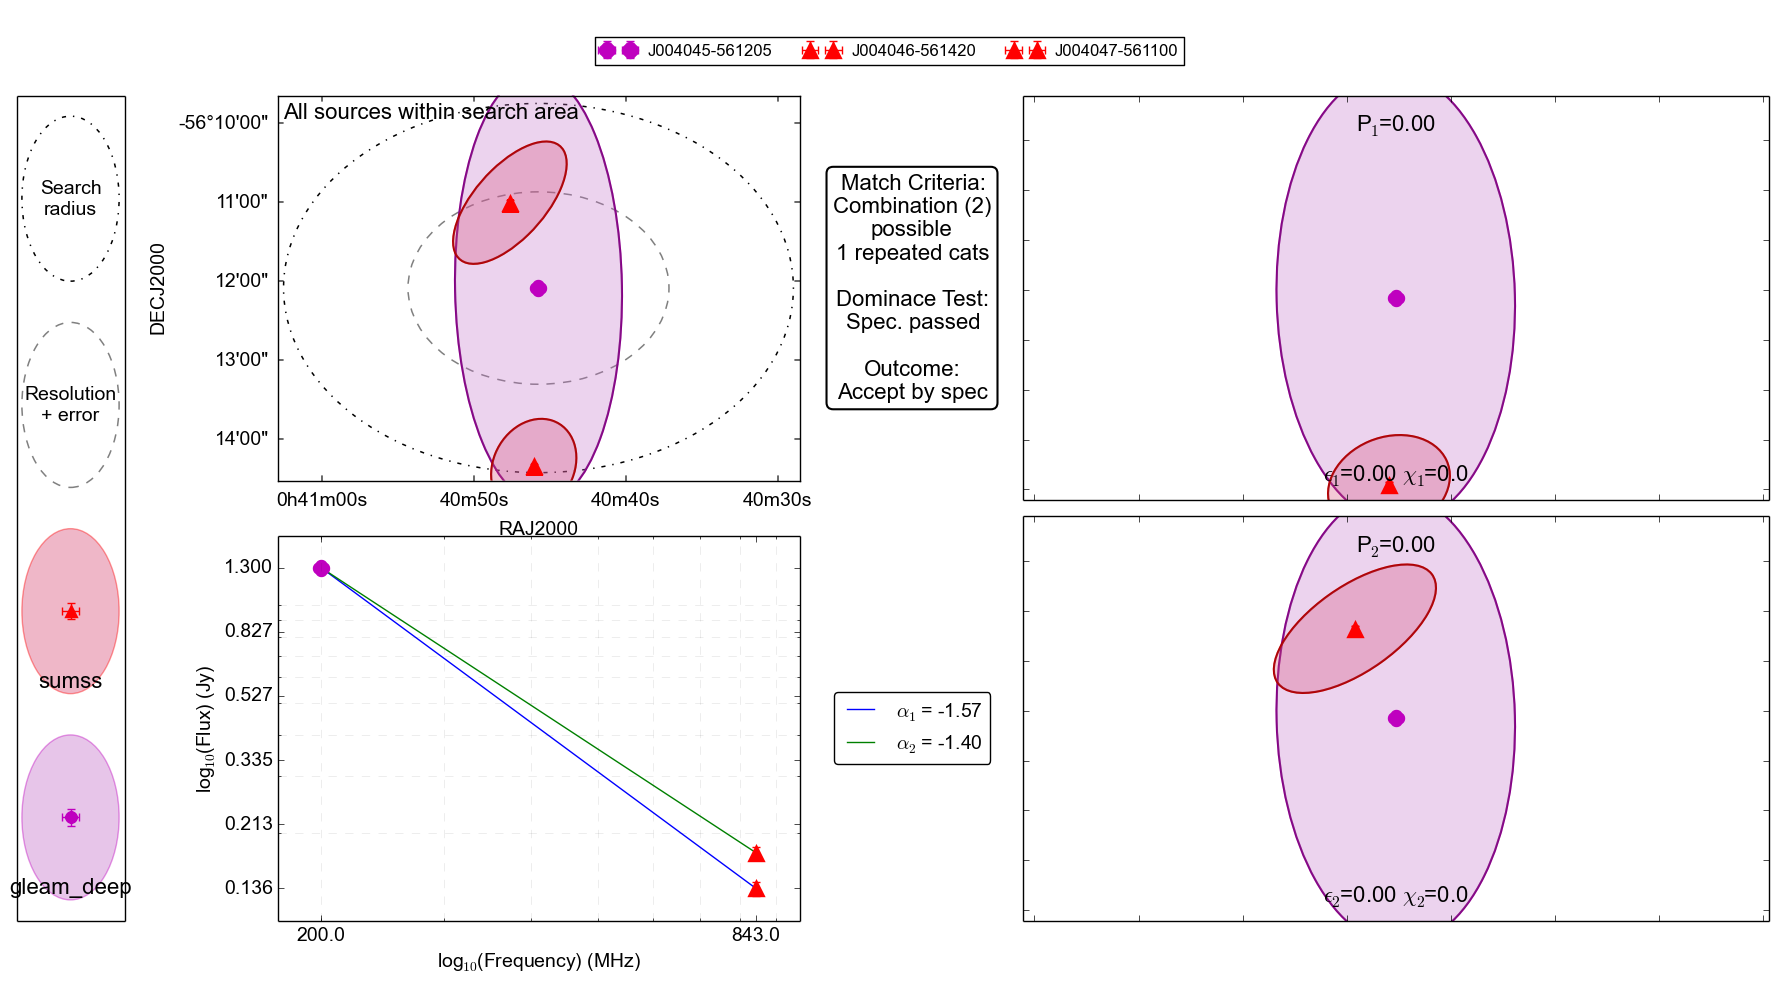 J004045-561205 J004046-561420 J004047-561100
Search
radius
Resolution
+ error
sumss
gleam_deep
All sources within search area
DECJ2000
-56°10'00"
11'00"
12'00"
13'00"
14'00"
0h41m00s 40m50s 40m40s 40m30s
RAJ2000
Match Criteria:
Combination (2)
possible
1 repeated cats
Dominace Test:
Spec. passed
Outcome:
Accept by spec
P₁=0.00
ϵ₁=0.00 χ₁=0.0
log₁₀(Flux) (Jy)
1.300
0.827
0.527
0.335
0.213
0.136
200.0 843.0
log₁₀(Frequency) (MHz)
α₁ = -1.57
α₂ = -1.40
P₂=0.00
ϵ₂=0.00 χ₂=0.0